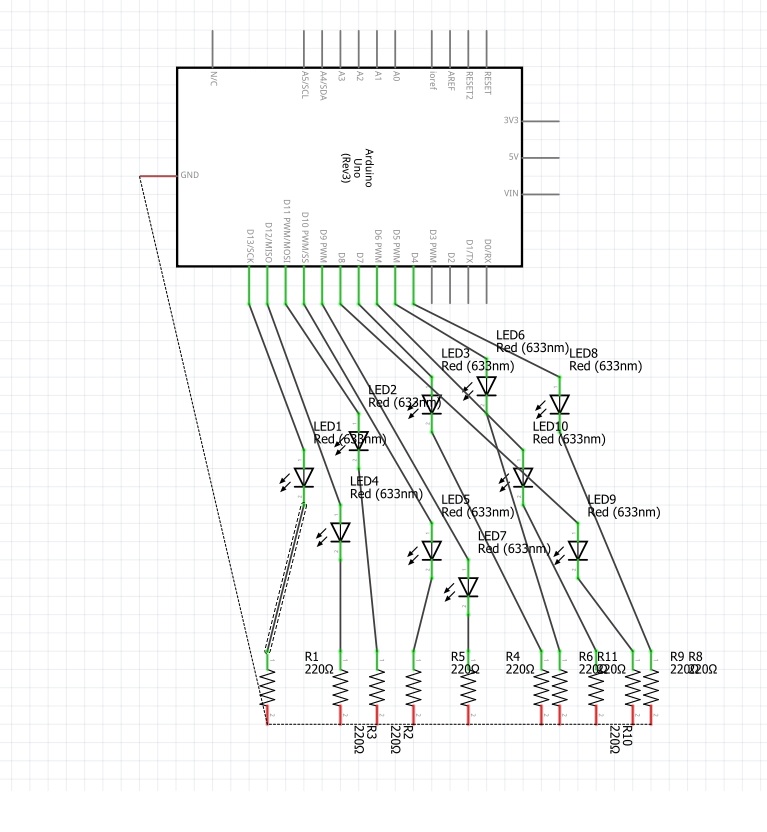 N/C
A5/SCL
A4/SDA
A3
A2
A1
A0
ioref
AREF
RESET2
RESET
3V3
5V
VIN
GND
Arduino
Uno
(Rev3)
D13/SCK
D12/MISO
D11 PWM/MOSI
D10 PWM/SS
D9 PWM
D8
D7
D6 PWM
D5 PWM
D4
D3 PWM
D2
D1/TX
D0/RX
LED6
Red (633nm)
LED3
Red (633nm)
LED8
Red (633nm)
LED2
Red (633nm)
LED1
Red (633nm)
LED10
Red (633nm)
LED4
Red (633nm)
LED5
Red (633nm)
LED9
Red (633nm)
LED7
Red (633nm)
R1
220Ω
R5
220Ω
R4
220Ω
R6
220Ω
R11
220Ω
R9
220Ω
R8
220Ω
R3
220Ω
R2
220Ω
R10
220Ω